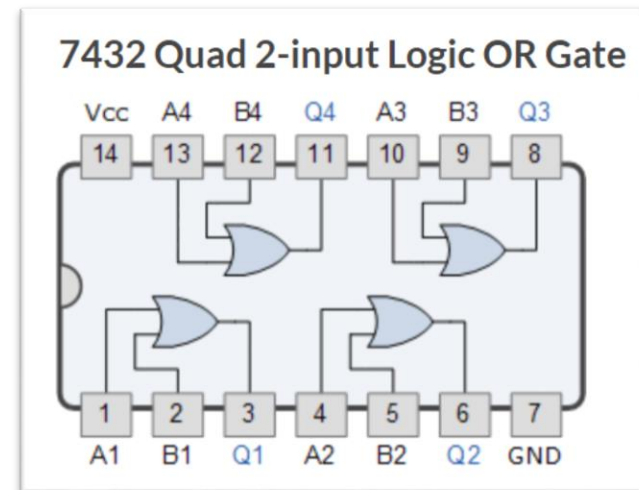 7432 Quad 2-input Logic OR Gate
Vcc A4 B4 Q4 A3 B3 Q3
14 13 12 11 10 9 8
1 2 3 4 5 6 7
A1 B1 Q1 A2 B2 Q2 GND